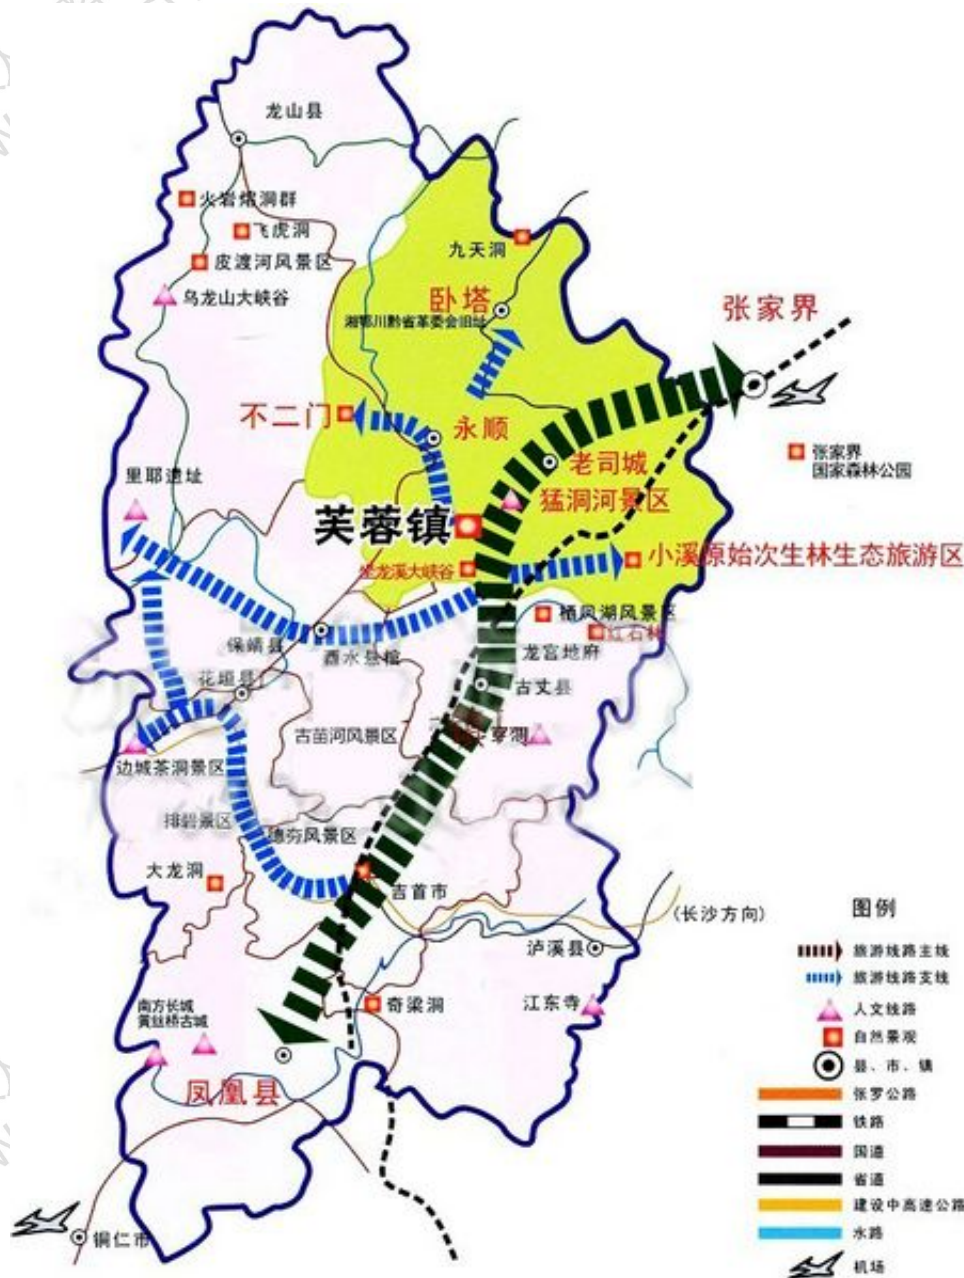 龙山县
火岩熔洞群
飞虎洞
皮渡河风景区
乌龙山大峡谷
九天洞
卧塔
湘鄂川黔省革委会旧址
张家界
不二门
永顺
老司城
张家界
国家森林公园
里耶遗址
猛洞河景区
芙蓉镇
坐龙溪大峡谷
小溪原始次生林生态旅游区
栖凤湖风景区
红石林
保靖县
酉水悬棺
龙宫地府
花垣县
古丈县
古苗河风景区
边城茶洞景区
排碧景区
德夯风景区
大龙洞
吉首市
(长沙方向)
泸溪县
南方长城
黄丝桥古城
奇梁洞
江东寺
凤凰县
铜仁市
图例
旅游线路主线
旅游线路支线
人文线路
自然景观
县、市、镇
张罗公路
铁路
国道
省道
建设中高速公路
水路
机场